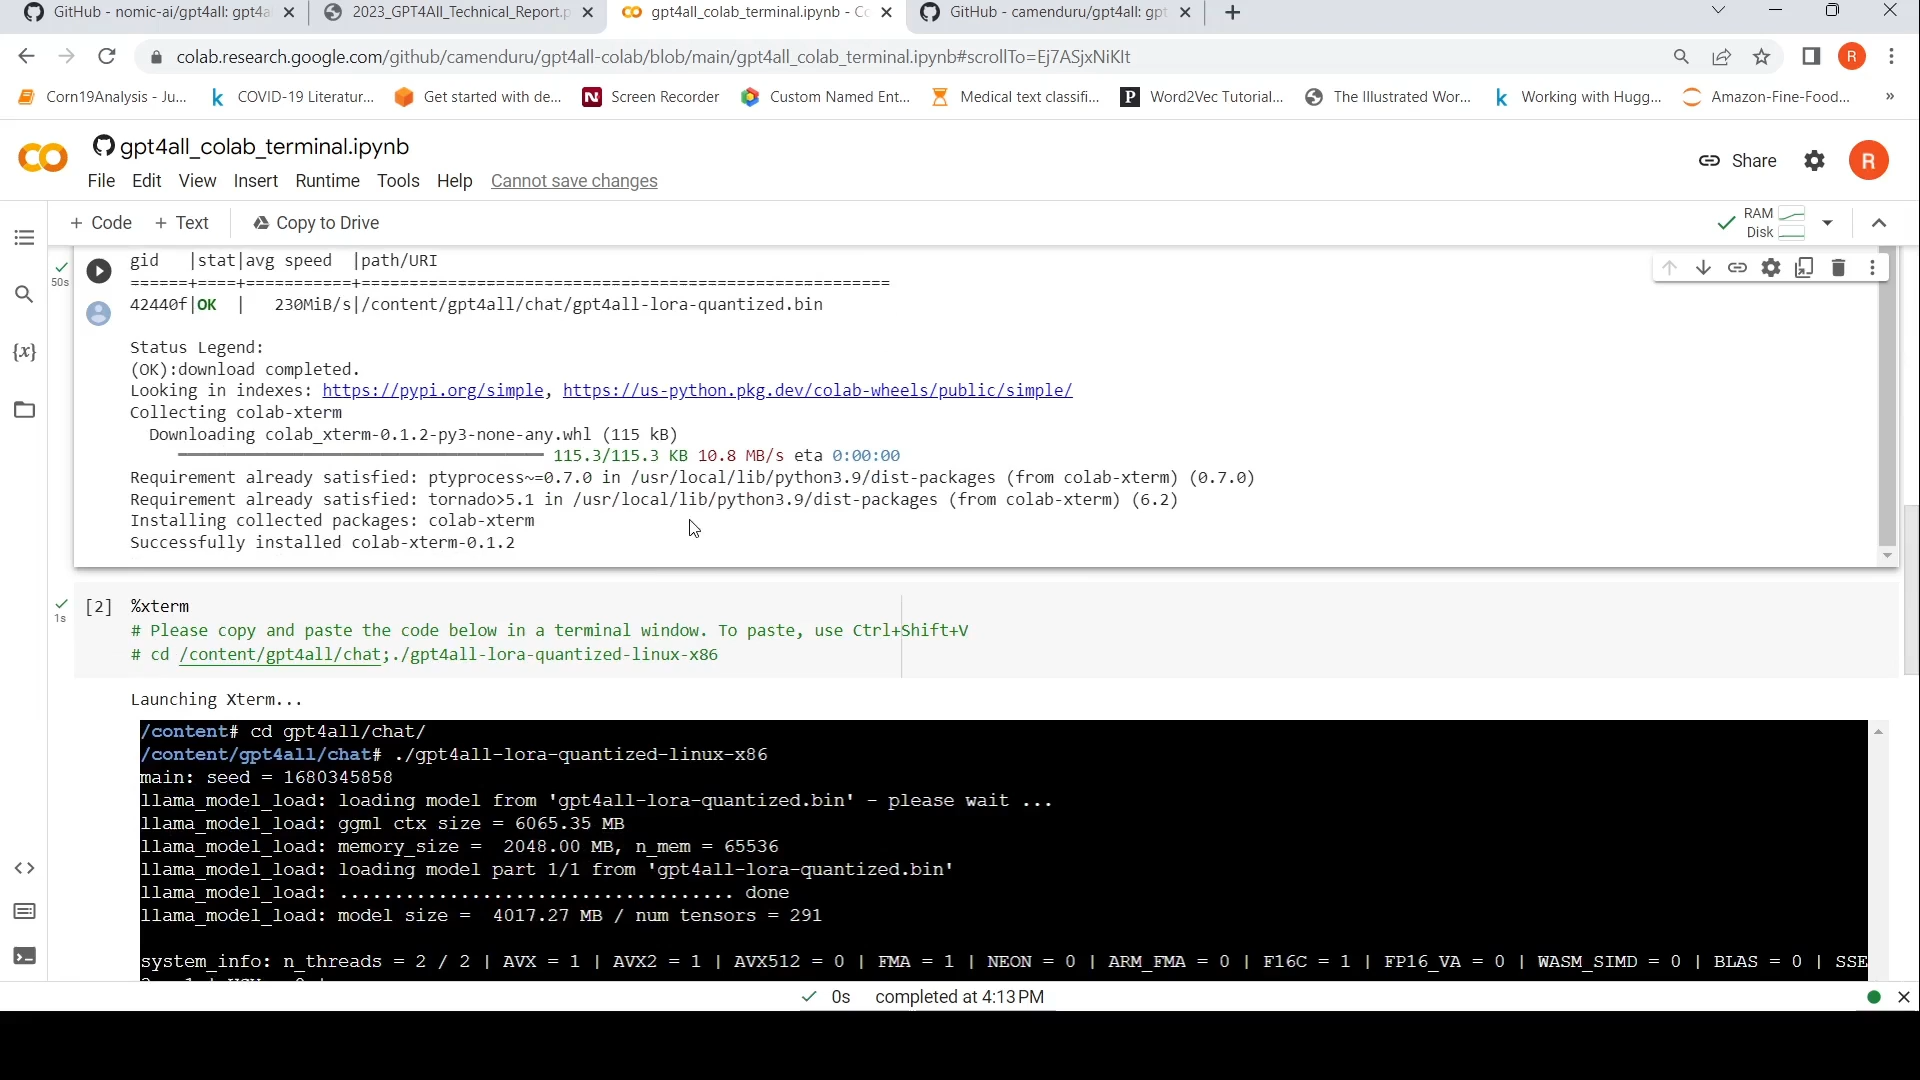 GitHub - nomic-ai/gpt4all: gpt4a
2023_GPT4All_Technical_Report.p
gpt4all_colab_terminal.ipynb - Co
GitHub - camenduru/gpt4all: gpt
colab.research.google.com/github/camenduru/gpt4all-colab/blob/main/gpt4all_colab_terminal.ipynb#scrollTo=Ej7ASjxNiKIt
R
Corn19Analysis - Ju...
COVID-19 Literatur...
Get started with de...
Screen Recorder
Custom Named Ent...
Medical text classifi...
Word2Vec Tutorial...
The Illustrated Wor...
Working with Hugg...
Amazon-Fine-Food...
»
gpt4all_colab_terminal.ipynb
Share
R
File Edit View Insert Runtime Tools Help Cannot save changes
+ Code + Text Copy to Drive
RAM
Disk
gid   |stat|avg speed  |path/URI
======+====+===========+=======================================================
42440f|OK  |   230MiB/s|/content/gpt4all/chat/gpt4all-lora-quantized.bin
50s
Status Legend:
(OK):download completed.
Looking in indexes: https://pypi.org/simple, https://us-python.pkg.dev/colab-wheels/public/simple/
Collecting colab-xterm
Downloading colab_xterm-0.1.2-py3-none-any.whl (115 kB)
115.3/115.3 KB 10.8 MB/s eta 0:00:00
Requirement already satisfied: ptyprocess~=0.7.0 in /usr/local/lib/python3.9/dist-packages (from colab-xterm) (0.7.0)
Requirement already satisfied: tornado>5.1 in /usr/local/lib/python3.9/dist-packages (from colab-xterm) (6.2)
Installing collected packages: colab-xterm
Successfully installed colab-xterm-0.1.2
[2] %xterm
1s
# Please copy and paste the code below in a terminal window. To paste, use Ctrl+Shift+V
# cd /content/gpt4all/chat;./gpt4all-lora-quantized-linux-x86
Launching Xterm...
/content# cd gpt4all/chat/
/content/gpt4all/chat# ./gpt4all-lora-quantized-linux-x86
main: seed = 1680345858
llama_model_load: loading model from 'gpt4all-lora-quantized.bin' - please wait ...
llama_model_load: ggml ctx size = 6065.35 MB
llama_model_load: memory_size =  2048.00 MB, n_mem = 65536
llama_model_load: loading model part 1/1 from 'gpt4all-lora-quantized.bin'
llama_model_load: .................................... done
llama_model_load: model size =  4017.27 MB / num tensors = 291
system_info: n_threads = 2 / 2 | AVX = 1 | AVX2 = 1 | AVX512 = 0 | FMA = 1 | NEON = 0 | ARM_FMA = 0 | F16C = 1 | FP16_VA = 0 | WASM_SIMD = 0 | BLAS = 0 | SSE
0s completed at 4:13 PM